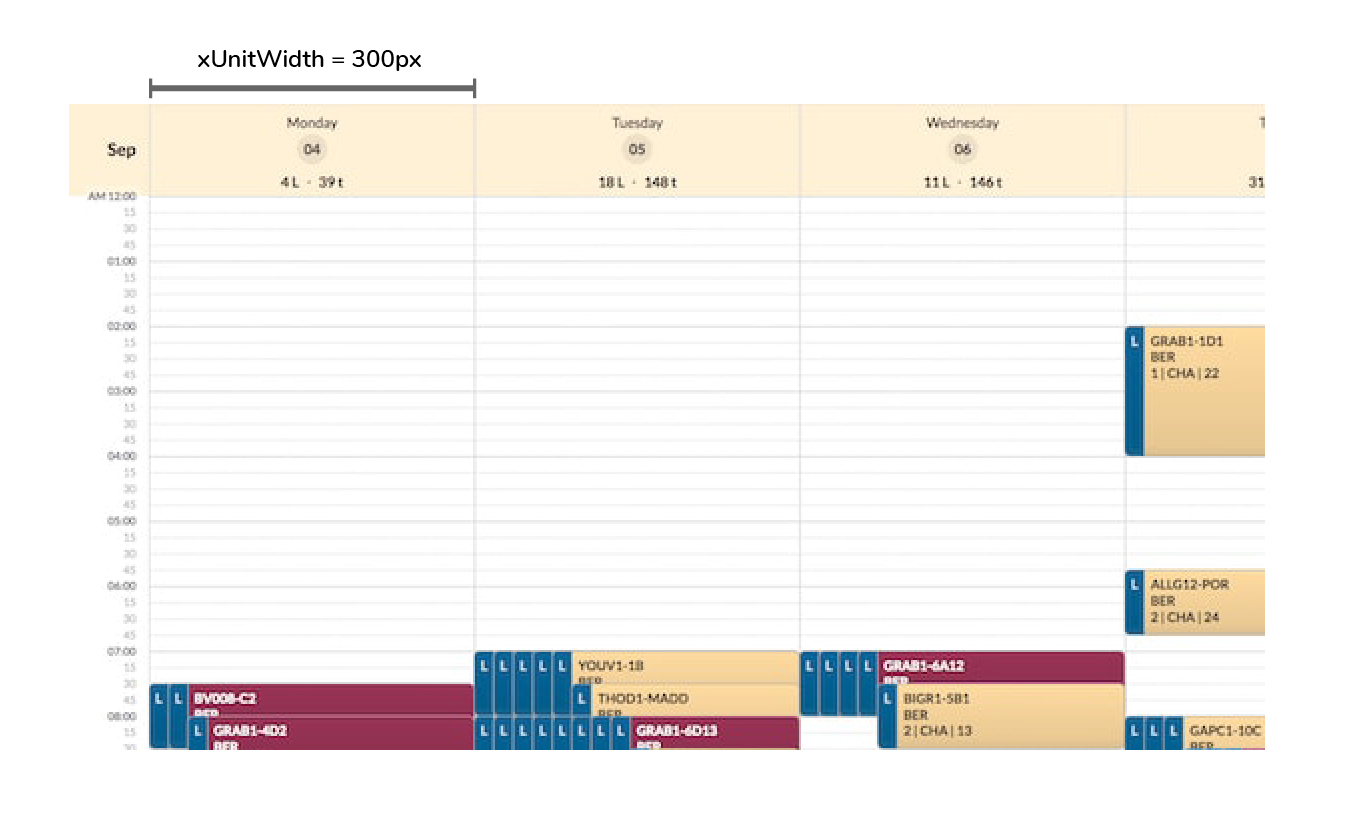 xUnitWidth = 300px
Monday
Tuesday
Wednesday
T
Sep
04
05
06
4 L · 39 t
18 L · 148 t
11 L · 146 t
31
AM 12:00
15
30
45
01:00
15
30
45
02:00
15
30
45
03:00
15
30
45
04:00
15
30
45
05:00
15
30
45
06:00
15
30
45
07:00
15
30
45
08:00
15
30
L BV008-C2
L
BER
L GRAB1-4D2
BER
L L L L L YOUV1-1B
BER
L THOD1-MADD
BER
L L L L L L L L GRAB1-6D13
BER
L L L L GRAB1-6A12
BER
L BIGR1-5B1
BER
2 | CHA | 13
L GRAB1-1D1
BER
1 | CHA | 22
L ALLG12-POR
BER
2 | CHA | 24
L L L GAPC1-10C
BER